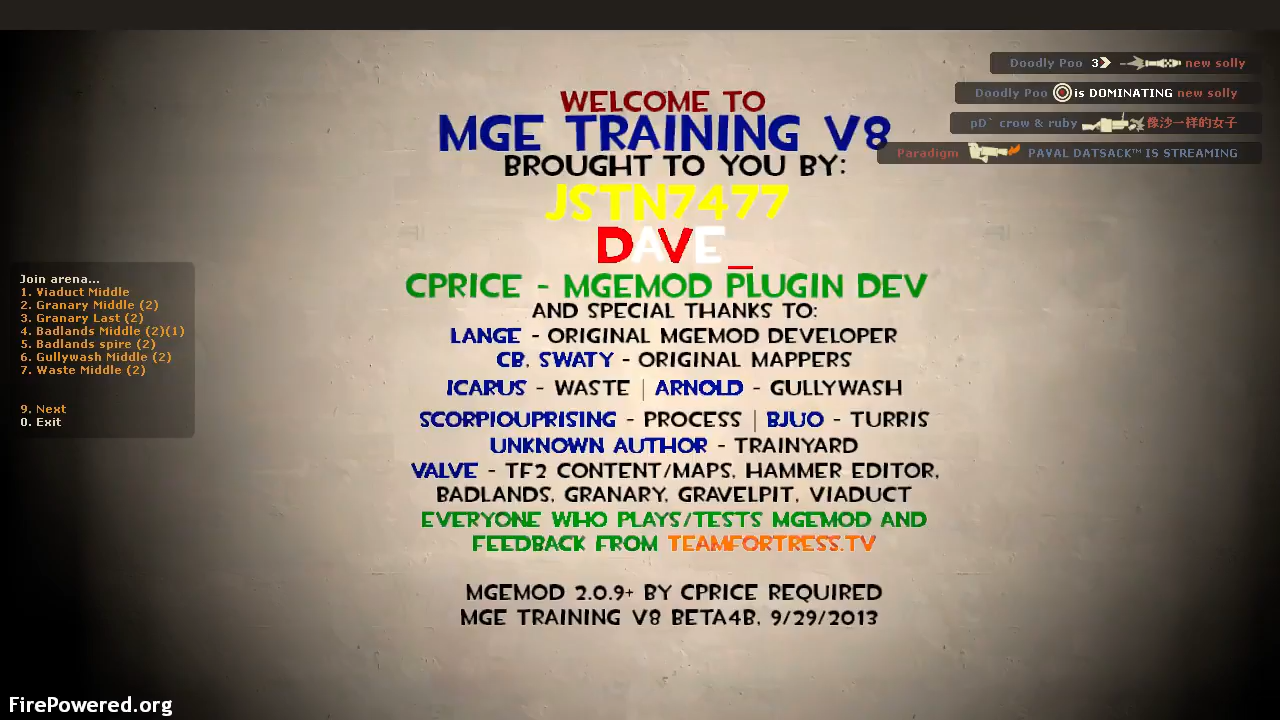 WELCOME TO
MGE TRAINING V8
BROUGHT TO YOU BY:
JSTN7477
DAVE_
CPRICE - MGEMOD PLUGIN DEV
AND SPECIAL THANKS TO:
LANGE - ORIGINAL MGEMOD DEVELOPER
CB, SWATY - ORIGINAL MAPPERS
ICARUS - WASTE | ARNOLD - GULLYWASH
SCORPIOUPRISING - PROCESS | BJUO - TURRIS
UNKNOWN AUTHOR - TRAINYARD
VALVE - TF2 CONTENT/MAPS, HAMMER EDITOR,
BADLANDS, GRANARY, GRAVELPIT, VIADUCT
EVERYONE WHO PLAYS/TESTS MGEMOD AND
FEEDBACK FROM TEAMFORTRESS.TV
MGEMOD 2.0.9+ BY CPRICE REQUIRED
MGE TRAINING V8 BETA4B, 9/29/2013
Doodly Poo 3 new solly
Doodly Poo is DOMINATING new solly
pD` crow & ruby 像沙一样的女子
Paradigm PAVAL DATSACK™ IS STREAMING
Join arena...
1. Viaduct Middle
2. Granary Middle (2)
3. Granary Last (2)
4. Badlands Middle (2)(1)
5. Badlands spire (2)
6. Gullywash Middle (2)
7. Waste Middle (2)
9. Next
0. Exit
FirePowered.org